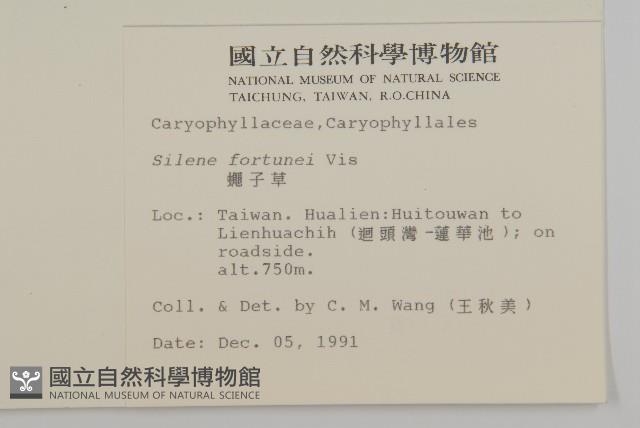 國立自然科學博物館
NATIONAL MUSEUM OF NATURAL SCIENCE
TAICHUNG, TAIWAN, R.O.CHINA
Caryophyllaceae,Caryophyllales
Silene fortunei Vis
蠅子草
Loc.: Taiwan. Hualien:Huitouwan to
Lienhuachih (迴頭灣-蓮華池); on
roadside.
alt.750m.
Coll. & Det. by C. M. Wang (王秋美)
Date: Dec. 05, 1991
國立自然科學博物館
NATIONAL MUSEUM OF NATURAL SCIENCE